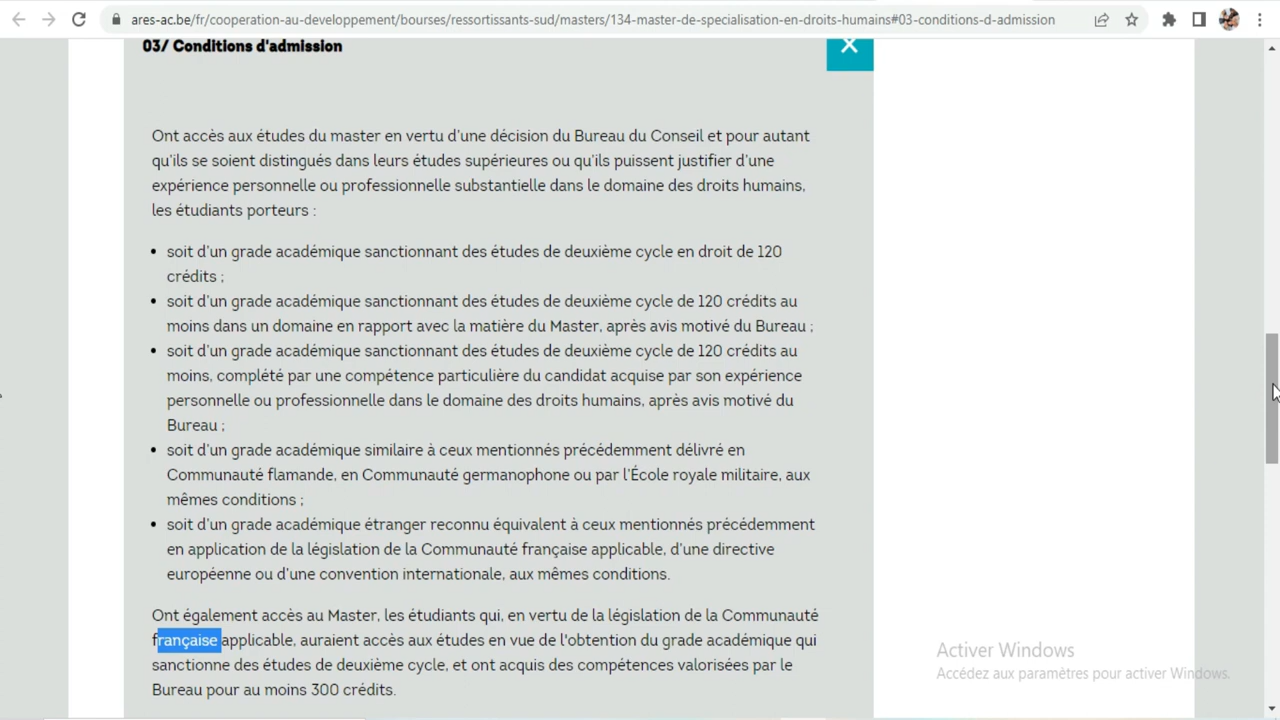 ares-ac.be/fr/cooperation-au-developpement/bourses/ressortissants-sud/masters/134-master-de-specialisation-en-droits-humains#03-conditions-d-admission
03/ Conditions d'admission
Ont accès aux études du master en vertu d'une décision du Bureau du Conseil et pour autant
qu'ils se soient distingués dans leurs études supérieures ou qu'ils puissent justifier d'une
expérience personnelle ou professionnelle substantielle dans le domaine des droits humains,
les étudiants porteurs :
• soit d'un grade académique sanctionnant des études de deuxième cycle en droit de 120
crédits ;
• soit d'un grade académique sanctionnant des études de deuxième cycle de 120 crédits au
moins dans un domaine en rapport avec la matière du Master, après avis motivé du Bureau ;
• soit d'un grade académique sanctionnant des études de deuxième cycle de 120 crédits au
moins, complété par une compétence particulière du candidat acquise par son expérience
personnelle ou professionnelle dans le domaine des droits humains, après avis motivé du
Bureau ;
• soit d'un grade académique similaire à ceux mentionnés précédemment délivré en
Communauté flamande, en Communauté germanophone ou par l'École royale militaire, aux
mêmes conditions ;
• soit d'un grade académique étranger reconnu équivalent à ceux mentionnés précédemment
en application de la législation de la Communauté française applicable, d'une directive
européenne ou d'une convention internationale, aux mêmes conditions.
Ont également accès au Master, les étudiants qui, en vertu de la législation de la Communauté
française applicable, auraient accès aux études en vue de l'obtention du grade académique qui
sanctionne des études de deuxième cycle, et ont acquis des compétences valorisées par le
Bureau pour au moins 300 crédits.
Activer Windows
Accédez aux paramètres pour activer Windows.